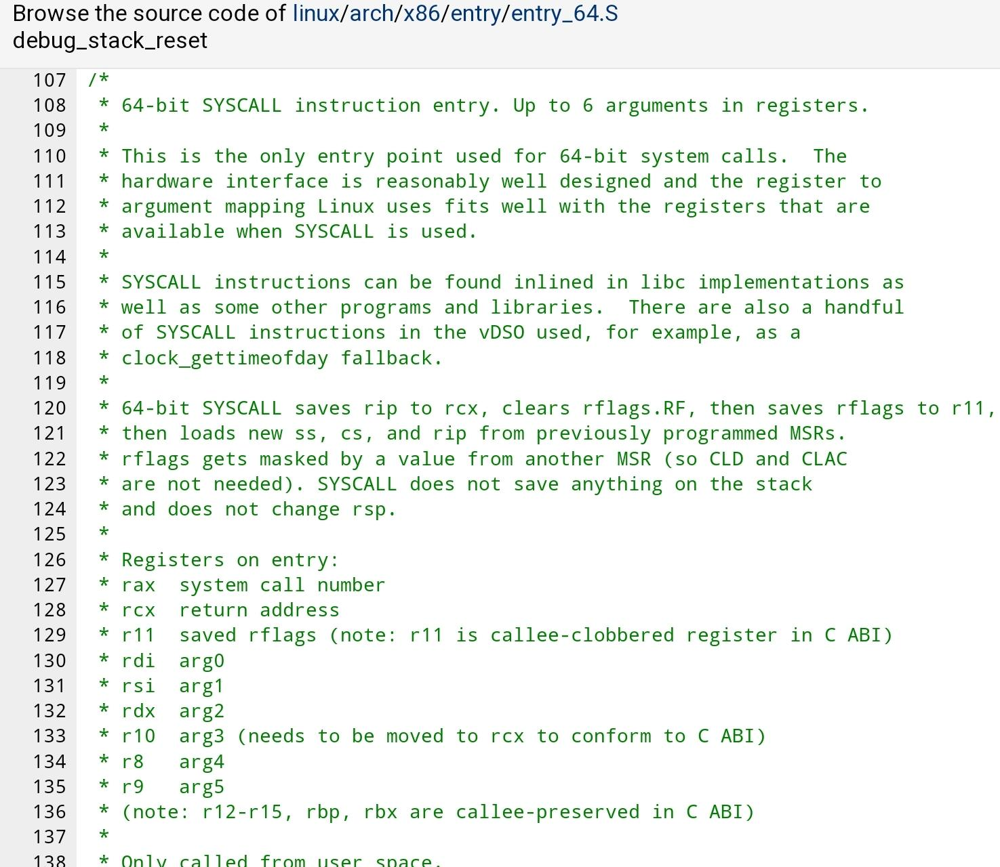 Browse the source code of linux/arch/x86/entry/entry_64.S
debug_stack_reset
107 /*
108  * 64-bit SYSCALL instruction entry. Up to 6 arguments in registers.
109  *
110  * This is the only entry point used for 64-bit system calls.  The
111  * hardware interface is reasonably well designed and the register to
112  * argument mapping Linux uses fits well with the registers that are
113  * available when SYSCALL is used.
114  *
115  * SYSCALL instructions can be found inlined in libc implementations as
116  * well as some other programs and libraries.  There are also a handful
117  * of SYSCALL instructions in the vDSO used, for example, as a
118  * clock_gettimeofday fallback.
119  *
120  * 64-bit SYSCALL saves rip to rcx, clears rflags.RF, then saves rflags to r11,
121  * then loads new ss, cs, and rip from previously programmed MSRs.
122  * rflags gets masked by a value from another MSR (so CLD and CLAC
123  * are not needed). SYSCALL does not save anything on the stack
124  * and does not change rsp.
125  *
126  * Registers on entry:
127  * rax  system call number
128  * rcx  return address
129  * r11  saved rflags (note: r11 is callee-clobbered register in C ABI)
130  * rdi  arg0
131  * rsi  arg1
132  * rdx  arg2
133  * r10  arg3 (needs to be moved to rcx to conform to C ABI)
134  * r8   arg4
135  * r9   arg5
136  * (note: r12-r15, rbp, rbx are callee-preserved in C ABI)
137  *
138  * Only called from user space.